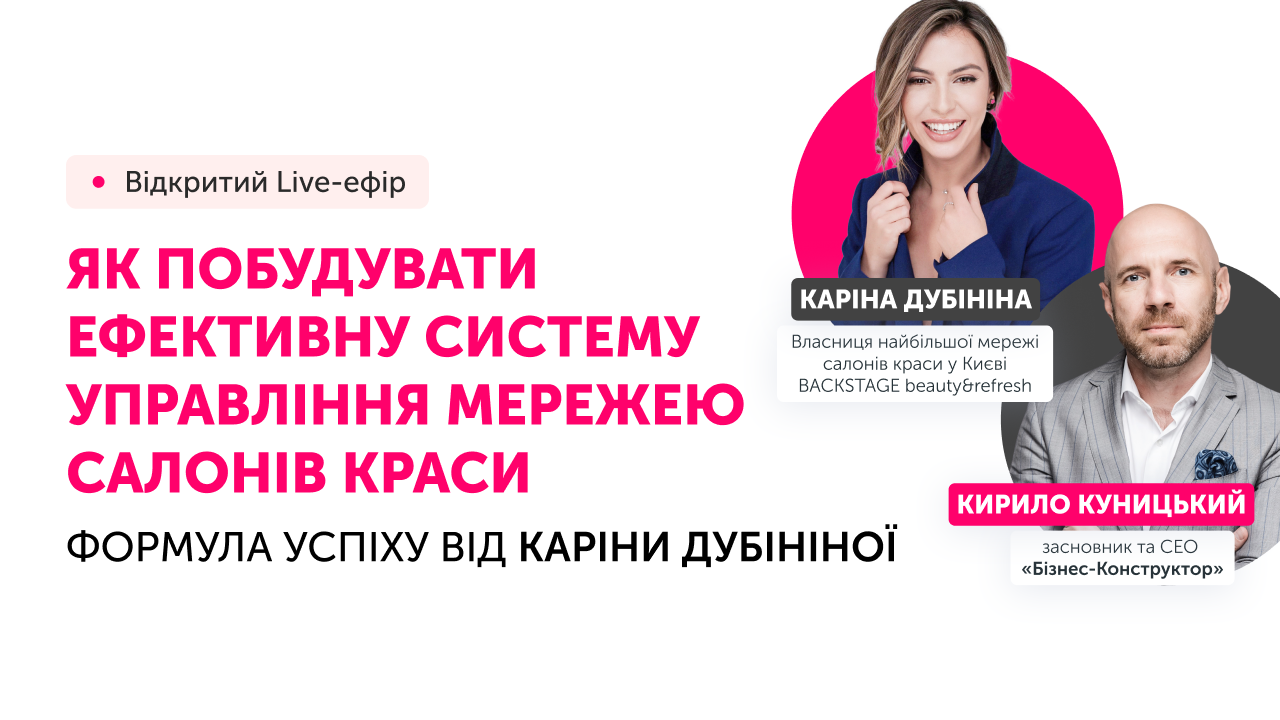 Відкритий Live-ефір
ЯК ПОБУДУВАТИ
ЕФЕКТИВНУ СИСТЕМУ
УПРАВЛІННЯ МЕРЕЖЕЮ
САЛОНІВ КРАСИ
ФОРМУЛА УСПІХУ ВІД КАРІНИ ДУБІНІНОЇ
КАРІНА ДУБІНІНА
Власниця найбільшої мережі
салонів краси у Києві
BACKSTAGE beauty&refresh
КИРИЛО КУНИЦЬКИЙ
засновник та CEO
«Бізнес-Конструктор»